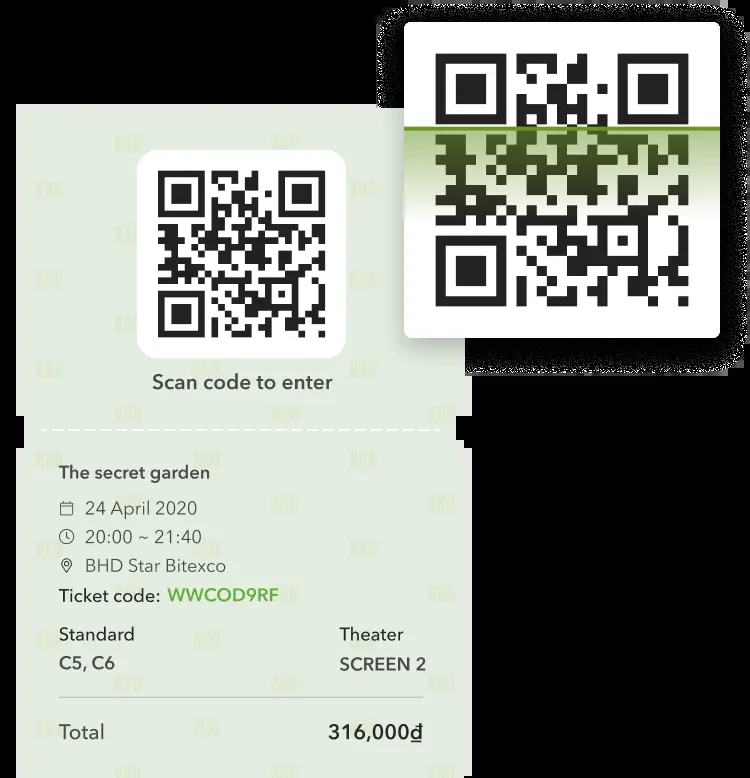 Scan code to enter
The secret garden
24 April 2020
20:00 ~ 21:40
BHD Star Bitexco
Ticket code: WWCOD9RF
Standard
Theater
C5, C6
SCREEN 2
Total
316,000₫